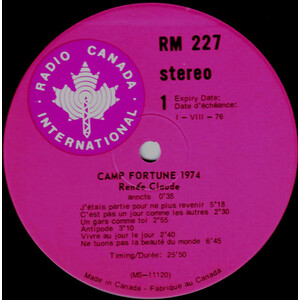 RADIO CANADA
INTERNATIONAL
RM 227
stereo
1 Expiry Date:
Date d'échéance:
I - VIII - 76
CAMP FORTUNE 1974
Renée Claude
anncts 0'35
J'étais partie pour ne plus revenir 5'18
C'est pas un jour comme les autres 2'30
Un gars comme toi 2'55
Antipode 3'10
Vivre au jour le jour 2'40
Ne tuons pas la beauté du monde 6'45
Timing/Durée: 25'50
(MS-11120)
Made in Canada - Fabrique au Canada